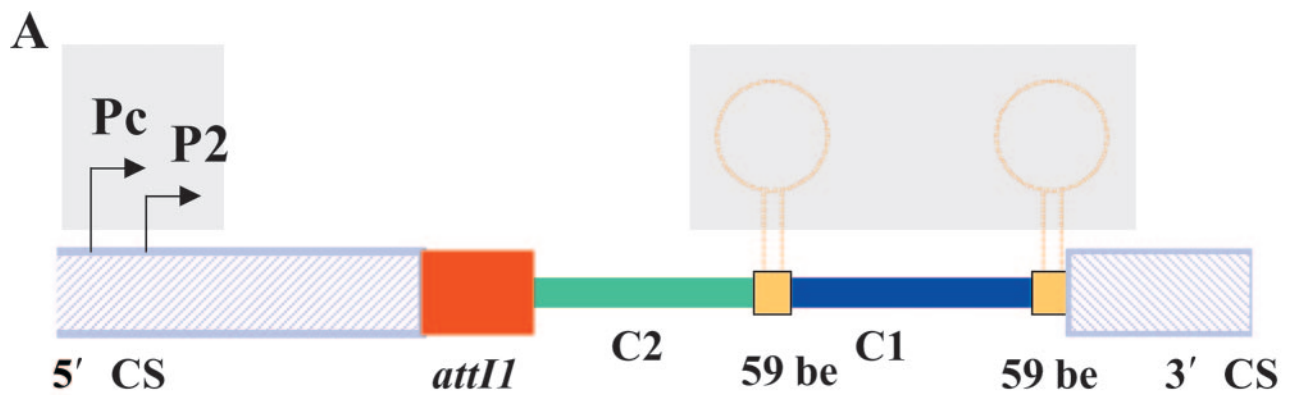 A
Pc
P2
C2
C1
5′ CS
attI1
59 be
59 be
3′ CS